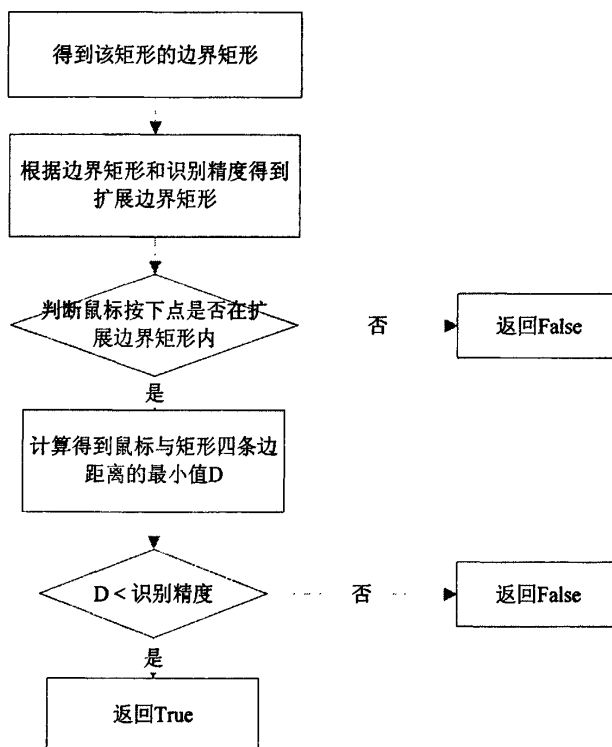 得到该矩形的边界矩形
根据边界矩形和识别精度得到
扩展边界矩形
判断鼠标按下点是否在扩
展边界矩形内
否
返回False
是
计算得到鼠标与矩形四条边
距离的最小值D
D < 识别精度
否
返回False
是
返回True